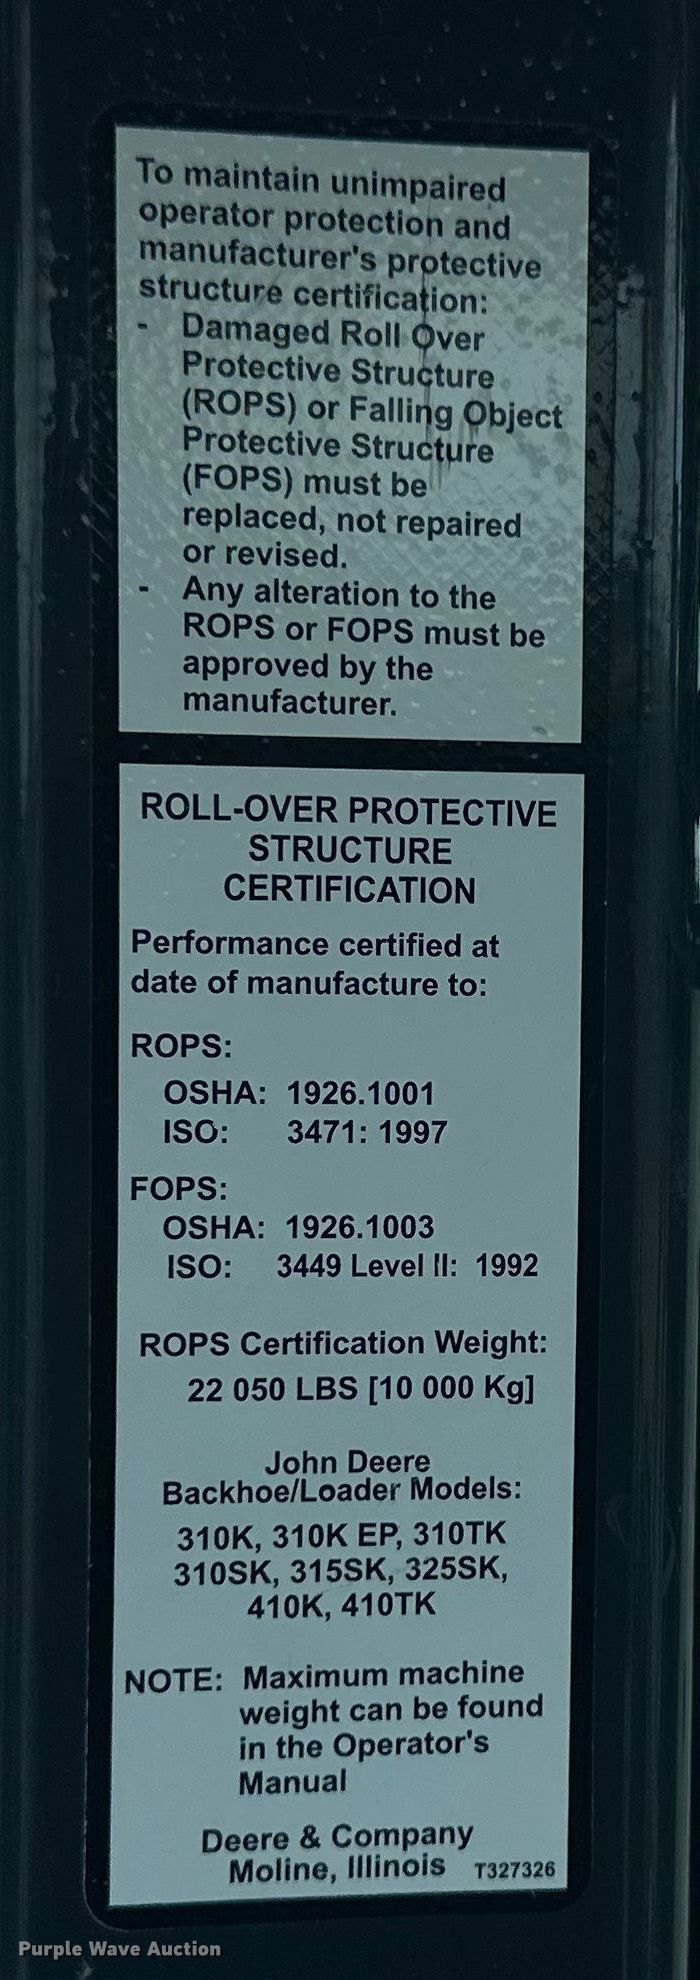 To maintain unimpaired
operator protection and
manufacturer's protective
structure certification:
- Damaged Roll Over
Protective Structure
(ROPS) or Falling Object
Protective Structure
(FOPS) must be
replaced, not repaired
or revised.
- Any alteration to the
ROPS or FOPS must be
approved by the
manufacturer.
ROLL-OVER PROTECTIVE
STRUCTURE
CERTIFICATION
Performance certified at
date of manufacture to:
ROPS:
OSHA: 1926.1001
ISO: 3471: 1997
FOPS:
OSHA: 1926.1003
ISO: 3449 Level II: 1992
ROPS Certification Weight:
22 050 LBS [10 000 Kg]
John Deere
Backhoe/Loader Models:
310K, 310K EP, 310TK
310SK, 315SK, 325SK,
410K, 410TK
NOTE: Maximum machine
weight can be found
in the Operator's
Manual
Deere & Company
Moline, Illinois T327326
Purple Wave Auction